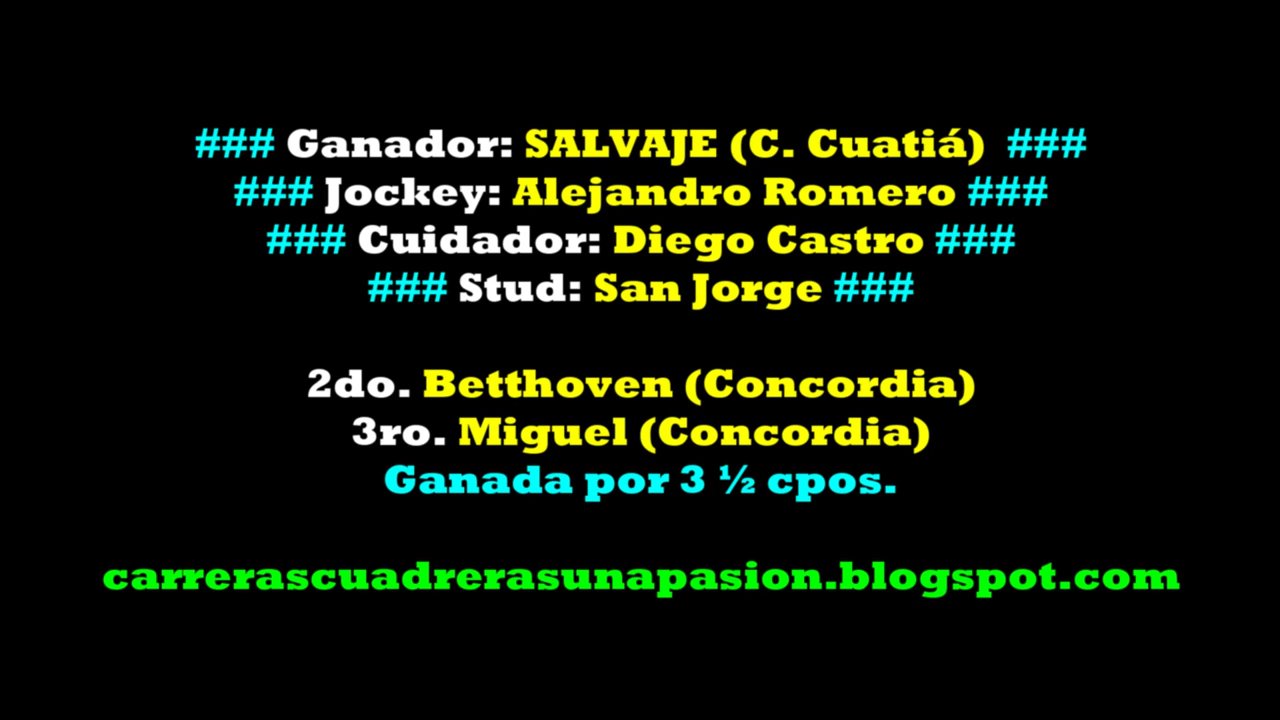 ### Ganador: SALVAJE (C. Cuatiá) ###
### Jockey: Alejandro Romero ###
### Cuidador: Diego Castro ###
### Stud: San Jorge ###
2do. Betthoven (Concordia)
3ro. Miguel (Concordia)
Ganada por 3 ½ cpos.
carrerascuadrerasunapasion.blogspot.com